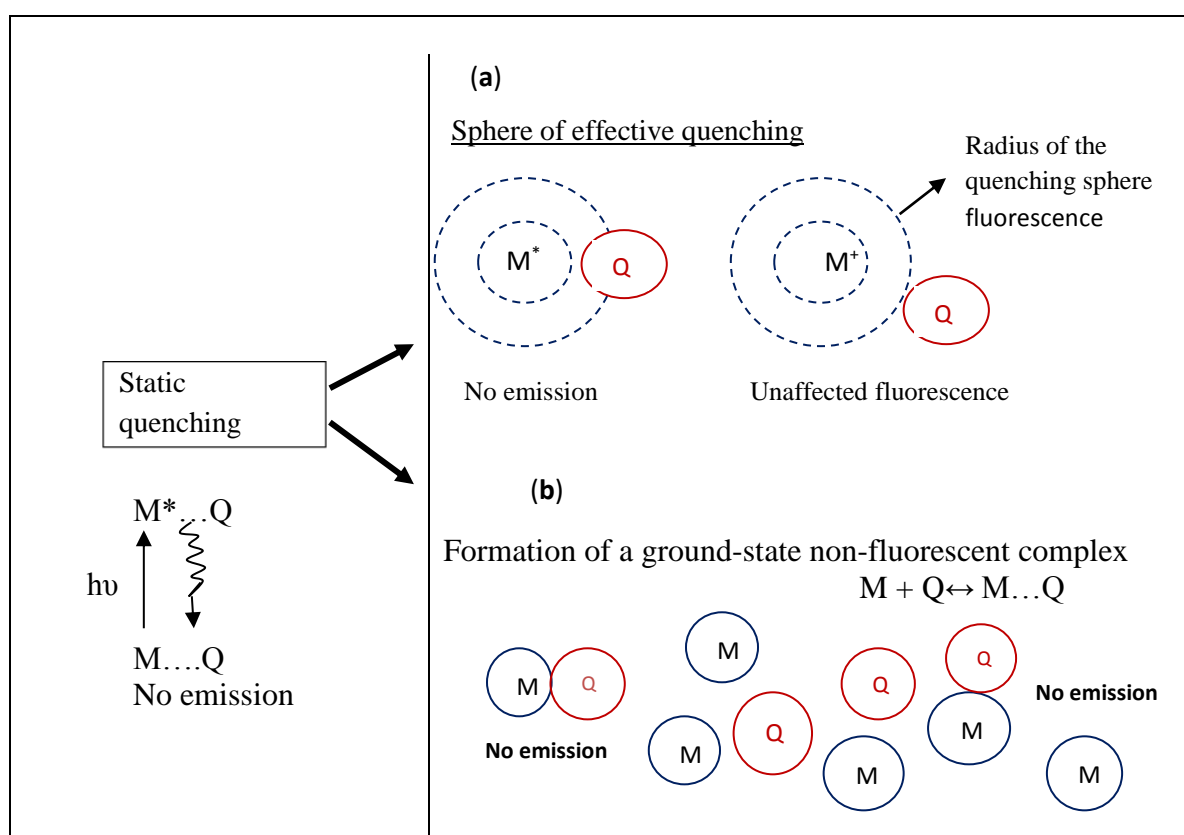 Static
quenching
M*…Q
hυ
M….Q
No emission
(a)
Sphere of effective quenching
Radius of the
quenching sphere
fluorescence
M*
Q
M+
Q
No emission
Unaffected fluorescence
(b)
Formation of a ground-state non-fluorescent complex
M + Q↔ M…Q
M
Q
M
Q
Q
M
Q
M
M
No emission
No emission
M
M